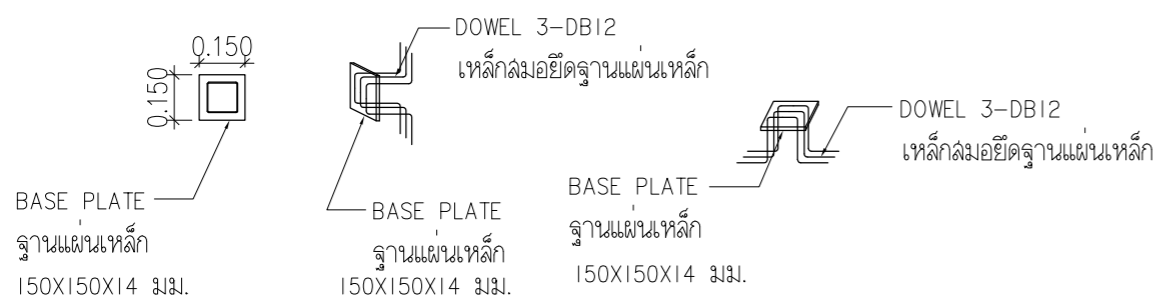 0.150
0.150
BASE PLATE
ฐานแผ่นเหล็ก
150X150X14 มม.
DOWEL 3-DB12
เหล็กสมอยึดฐานแผ่นเหล็ก
BASE PLATE
ฐานแผ่นเหล็ก
150X150X14 มม.
DOWEL 3-DB12
เหล็กสมอยึดฐานแผ่นเหล็ก
BASE PLATE
ฐานแผ่นเหล็ก
150X150X14 มม.